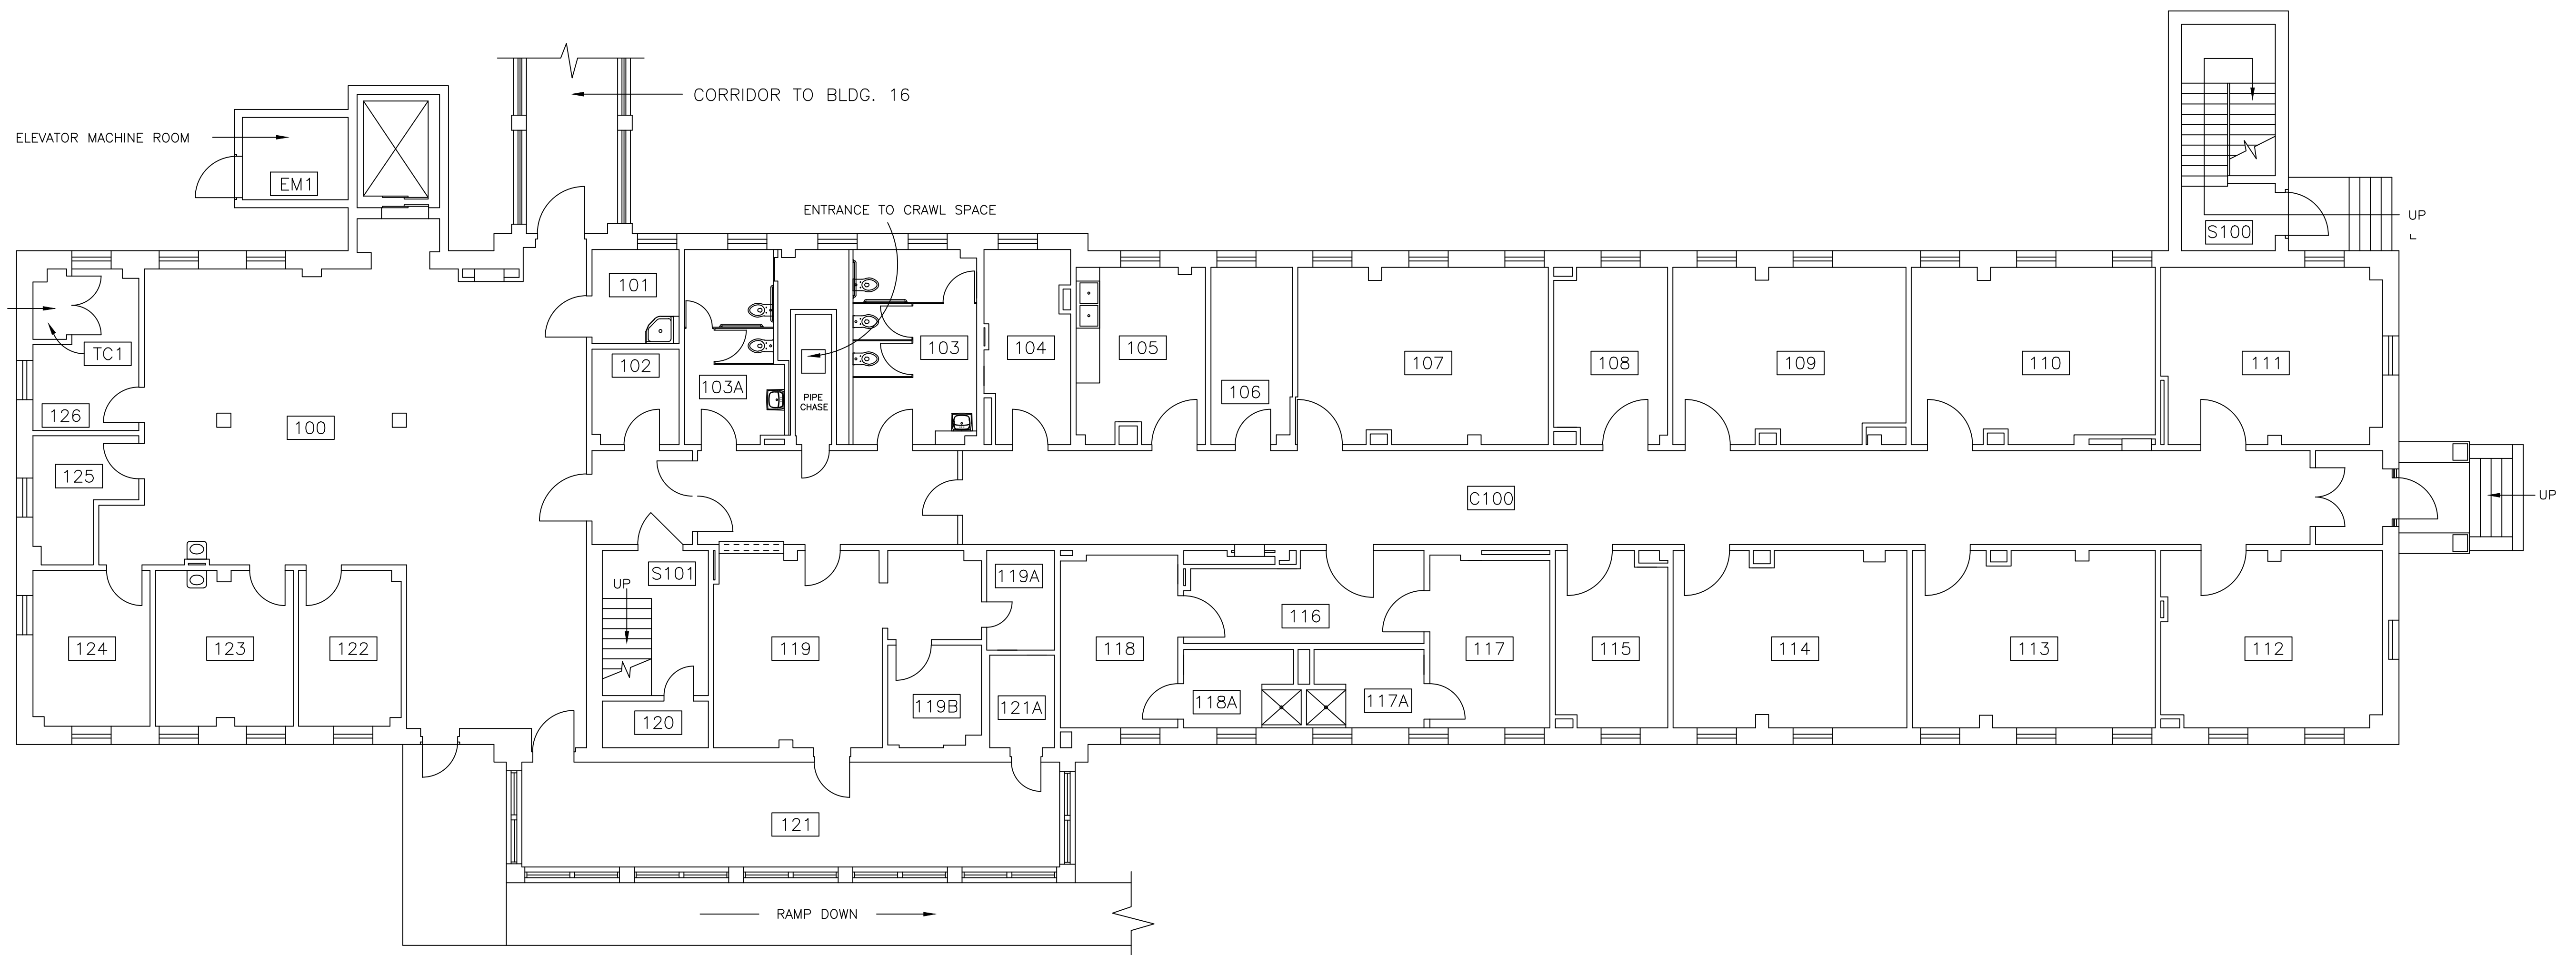 CORRIDOR TO BLDG. 16
ELEVATOR MACHINE ROOM
EM1
ENTRANCE TO CRAWL SPACE
UP
S100
101
TC1
102
103A
103
104
105
106
107
108
109
110
111
126
PIPE
CHASE
100
125
C100
UP
S101
UP
119A
116
124
123
122
119
118
117
115
114
113
112
118A
117A
119B
121A
120
121
RAMP DOWN